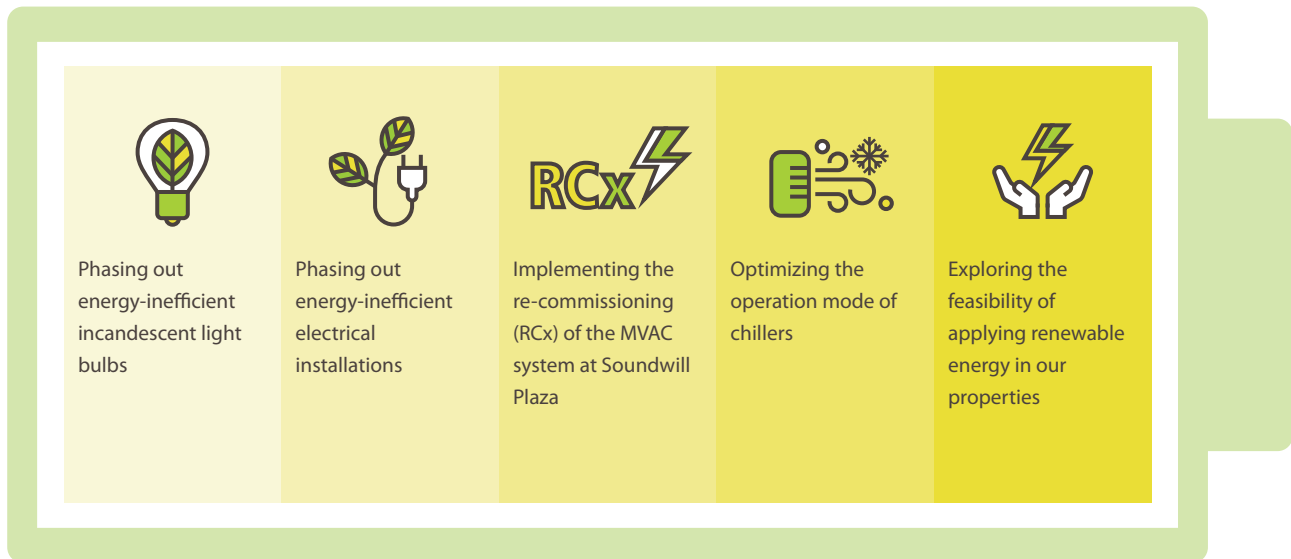 RCx
Phasing out
energy-inefficient
incandescent light
bulbs
Phasing out
energy-inefficient
electrical
installations
Implementing the
re-commissioning
(RCx) of the MVAC
system at Soundwill
Plaza
Optimizing the
operation mode of
chillers
Exploring the
feasibility of
applying renewable
energy in our
properties